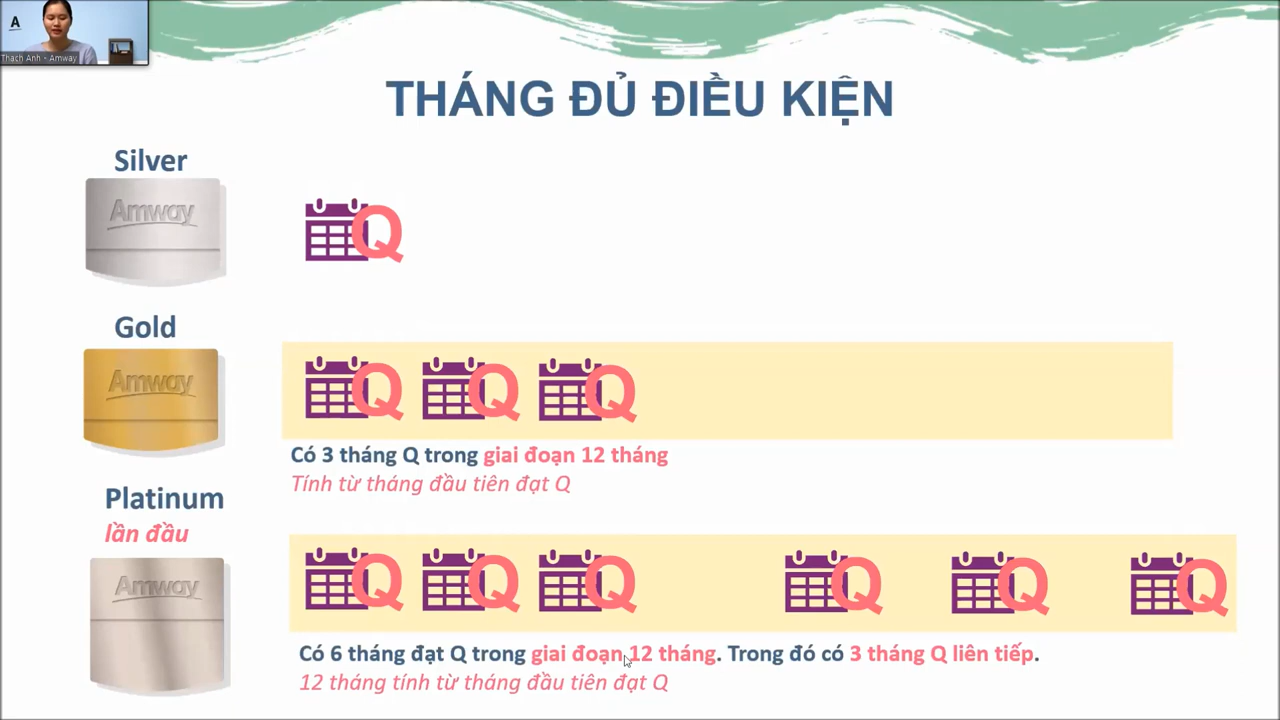 A
Thach Anh - Amway
THÁNG ĐỦ ĐIỀU KIỆN
Silver
Amway
Q
Gold
Amway
Q Q Q
Có 3 tháng Q trong giai đoạn 12 tháng
Tính từ tháng đầu tiên đạt Q
Platinum
lần đầu
Amway
Q Q Q Q Q Q
Có 6 tháng đạt Q trong giai đoạn 12 tháng. Trong đó có 3 tháng Q liên tiếp.
12 tháng tính từ tháng đầu tiên đạt Q